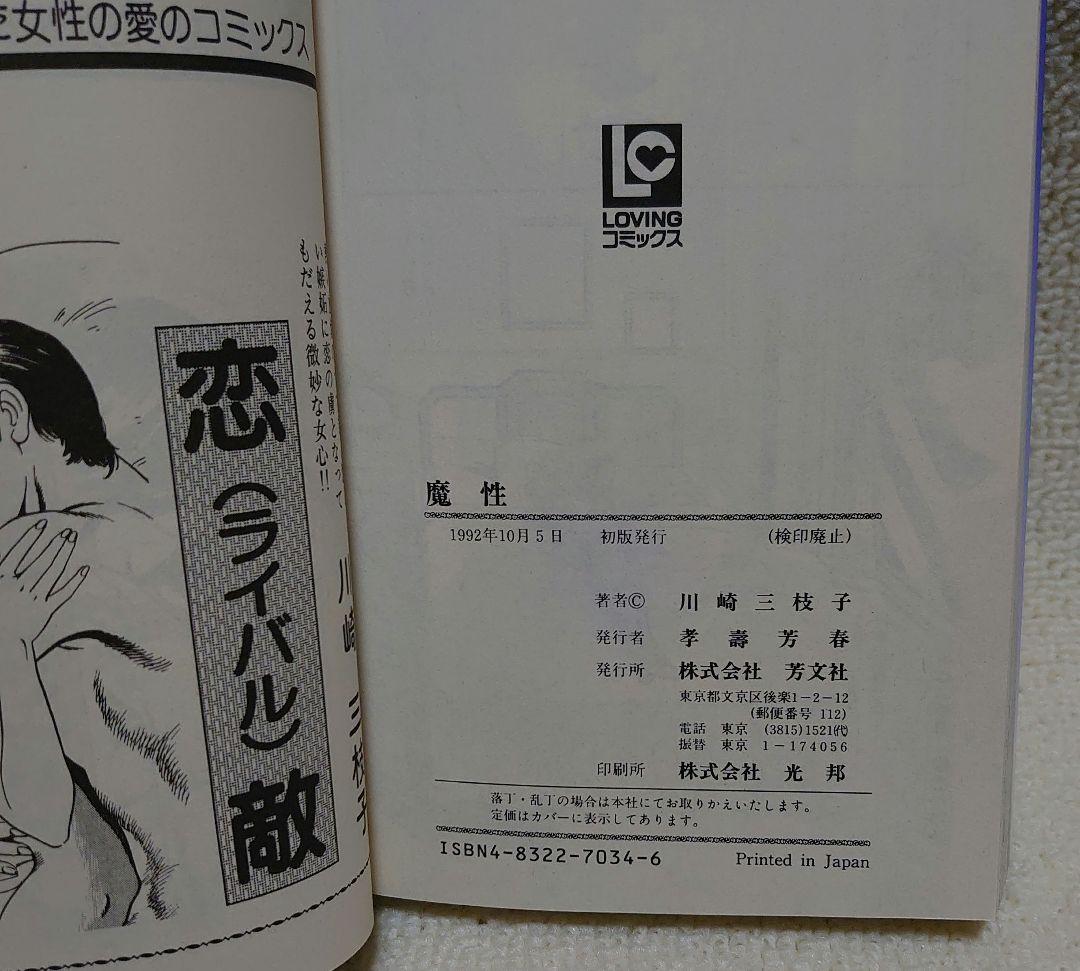 女性の愛のコミックス
い嫉妬に恋の虜となって
もだえる微妙な女心!!
恋(ライバル)敵
川崎三枝子
LC
LOVING
コミックス
魔性
1992年10月5日 初版発行 (検印廃止)
著者© 川崎三枝子
発行者 孝壽芳春
発行所 株式会社 芳文社
東京都文京区後楽1-2-12
(郵便番号 112)
電話 東京 (3815)1521(代)
振替 東京 1-174056
印刷所 株式会社 光邦
落丁・乱丁の場合は本社にてお取りかえいたします。
定価はカバーに表示してあります。
ISBN4-8322-7034-6 Printed in Japan